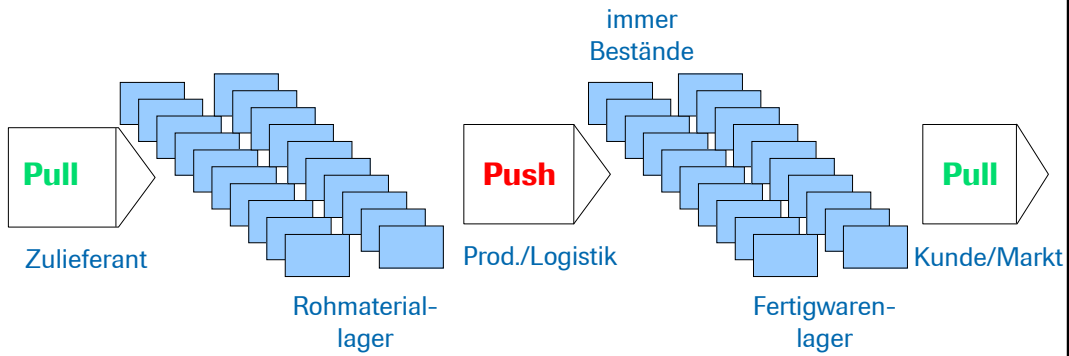 immer
Bestände
Pull
Push
Pull
Zulieferant
Prod./Logistik
Kunde/Markt
Rohmaterial-
lager
Fertigwaren-
lager